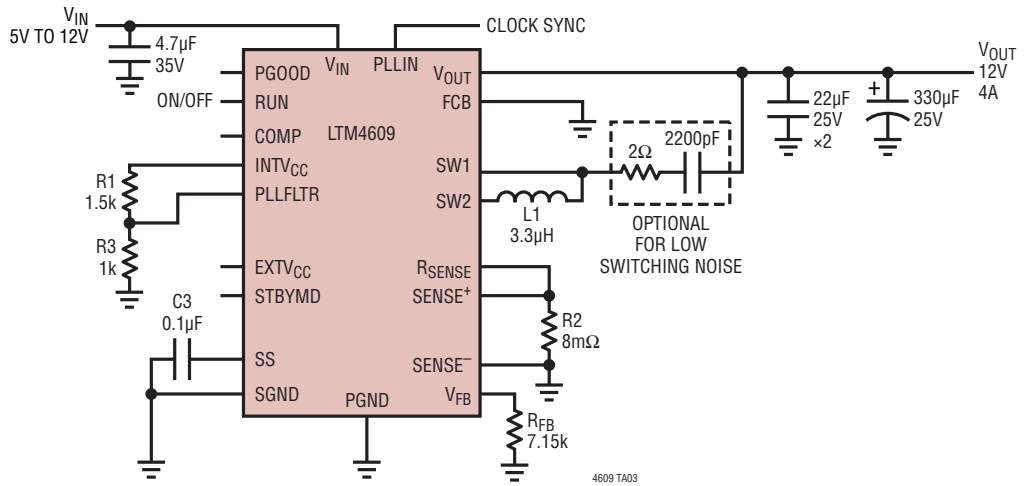 VIN
5V TO 12V
4.7µF
35V
CLOCK SYNC
VIN
PLLIN
PGOOD
RUN
ON/OFF
COMP
LTM4609
INTVCC
PLLFLTR
EXTVCC
STBYMD
SS
SGND
PGND
VOUT
FCB
SW1
SW2
RSENSE
SENSE+
SENSE–
VFB
R1
1.5k
R3
1k
C3
0.1µF
L1
3.3µH
2Ω
2200pF
OPTIONAL
FOR LOW
SWITCHING NOISE
R2
8mΩ
RFB
7.15k
22µF
25V
×2
+
330µF
25V
VOUT
12V
4A
4609 TA03